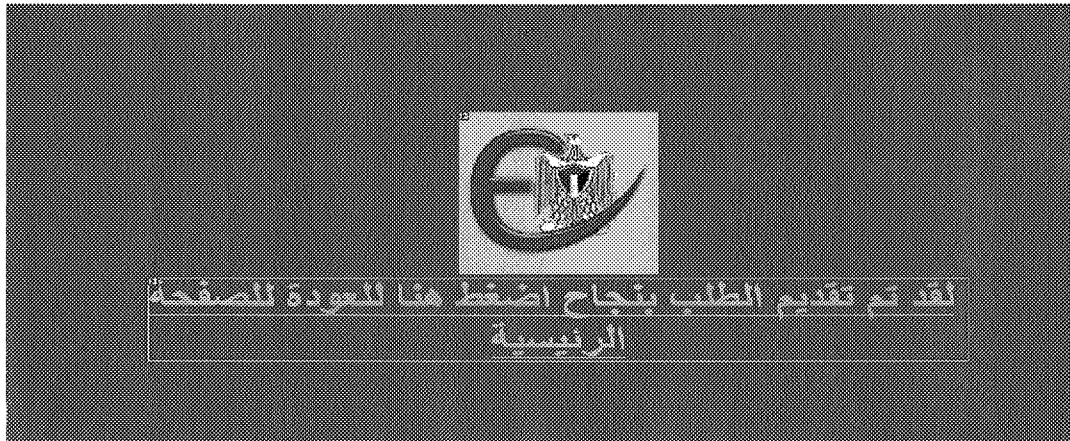 لقد تم تقديم الطلب بنجاح اضغط هنا للعودة للصفحة
الرئيسية